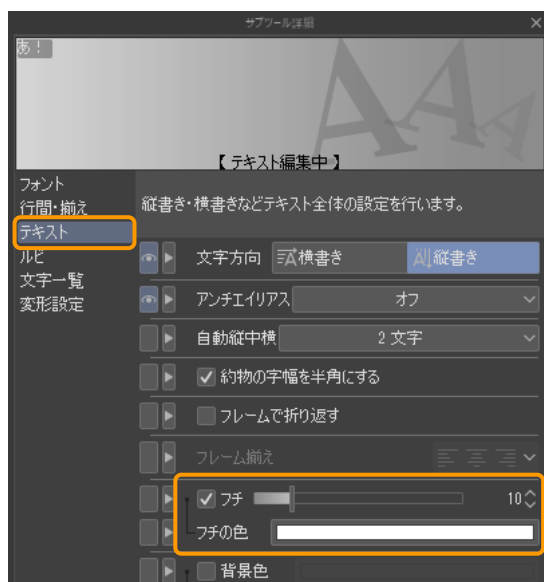 サブツール詳細
あ！
【 テキスト編集中 】
フォント
行間・揃え
テキスト
ルビ
文字一覧
変形設定
縦書き・横書きなどテキスト全体の設定を行います。
文字方向 横書き 縦書き
アンチエイリアス オフ
自動縦中横 2 文字
約物の字幅を半角にする
フレームで折り返す
フレーム揃え
フチ 10
フチの色
背景色